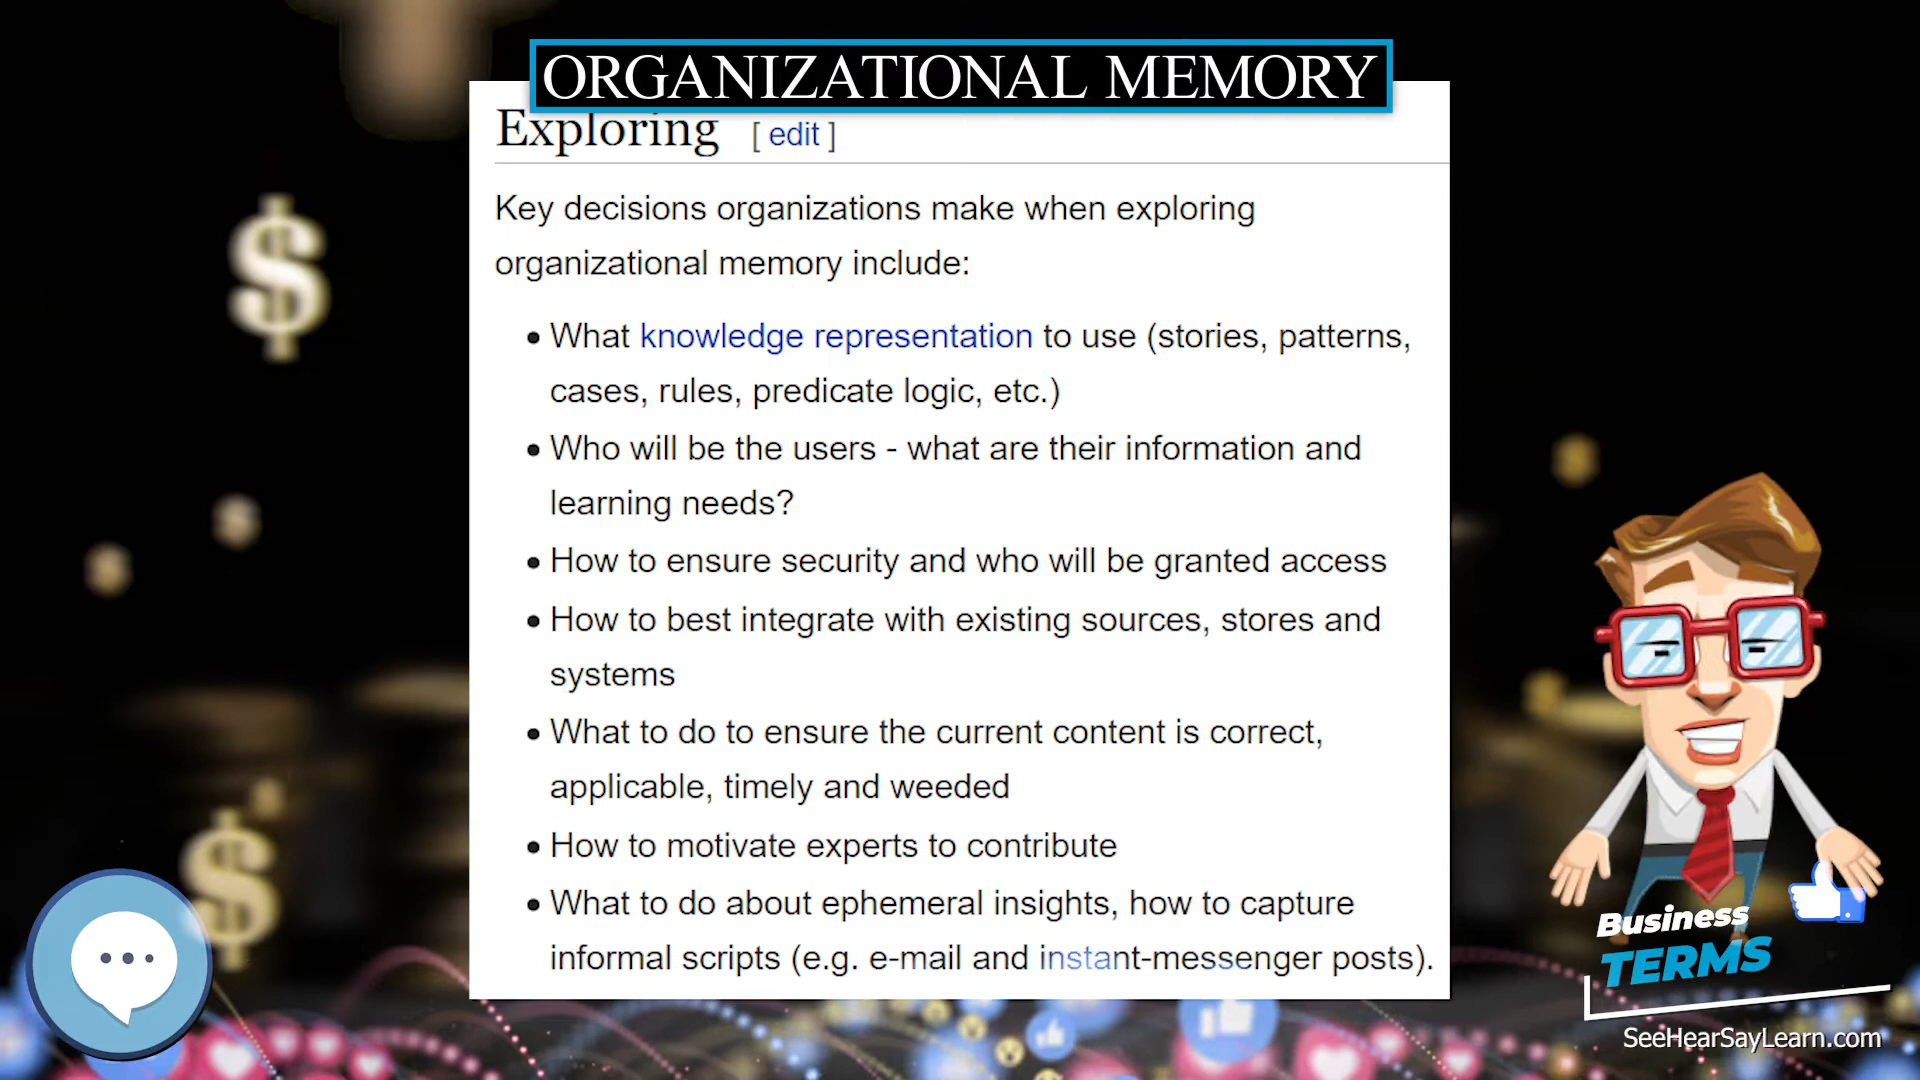 ORGANIZATIONAL MEMORY
Exploring [ edit ]
Key decisions organizations make when exploring
organizational memory include:
• What knowledge representation to use (stories, patterns,
cases, rules, predicate logic, etc.)
• Who will be the users - what are their information and
learning needs?
• How to ensure security and who will be granted access
• How to best integrate with existing sources, stores and
systems
• What to do to ensure the current content is correct,
applicable, timely and weeded
• How to motivate experts to contribute
• What to do about ephemeral insights, how to capture
informal scripts (e.g. e-mail and instant-messenger posts).
Business
TERMS
SeeHearSayLearn.com